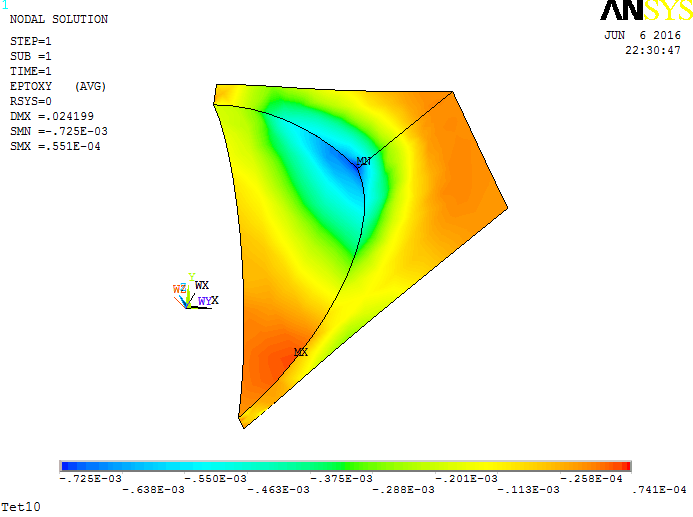 1
NODAL SOLUTION
STEP=1
SUB =1
TIME=1
EPTOXY (AVG)
RSYS=0
DMX =.024199
SMN =-.725E-03
SMX =.551E-04
ANSYS
JUN 6 2016
22:30:47
MN
Y
WZ WX
WY X
MX
-.725E-03 -.550E-03 -.375E-03 -.201E-03 -.258E-04
-.638E-03 -.463E-03 -.288E-03 -.113E-03 .741E-04
Tet10